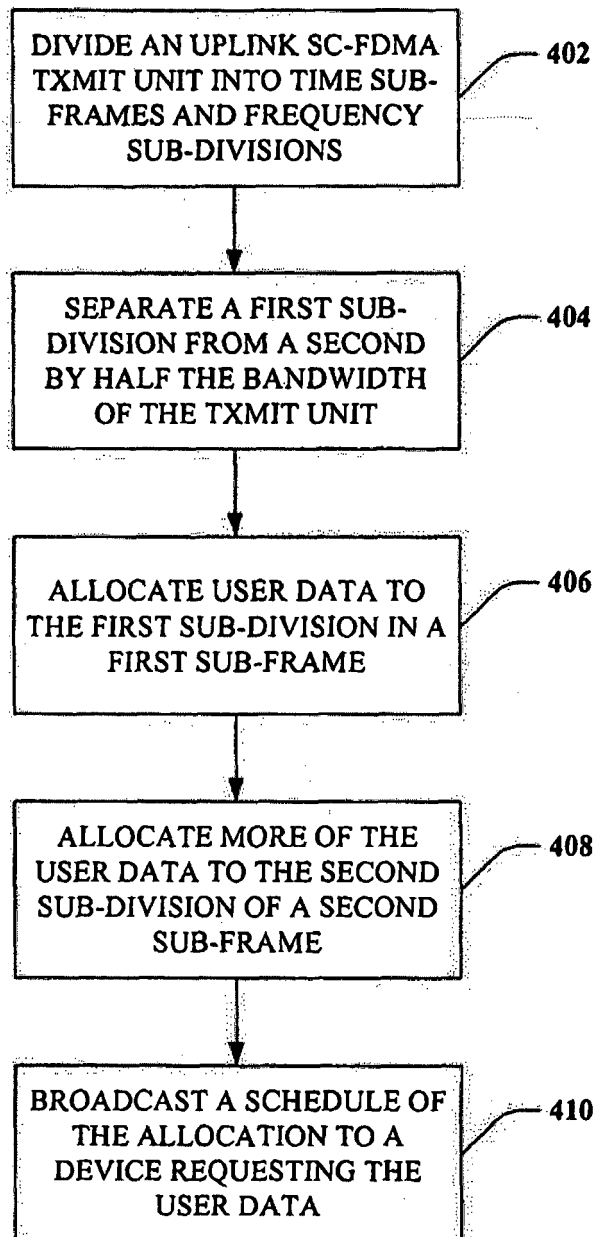 DIVIDE AN UPLINK SC-FDMA
TXMIT UNIT INTO TIME SUB-
FRAMES AND FREQUENCY
SUB-DIVISIONS
402
SEPARATE A FIRST SUB-
DIVISION FROM A SECOND
BY HALF THE BANDWIDTH
OF THE TXMIT UNIT
404
ALLOCATE USER DATA TO
THE FIRST SUB-DIVISION IN A
FIRST SUB-FRAME
406
ALLOCATE MORE OF THE
USER DATA TO THE SECOND
SUB-DIVISION OF A SECOND
SUB-FRAME
408
BROADCAST A SCHEDULE OF
THE ALLOCATION TO A
DEVICE REQUESTING THE
USER DATA
410